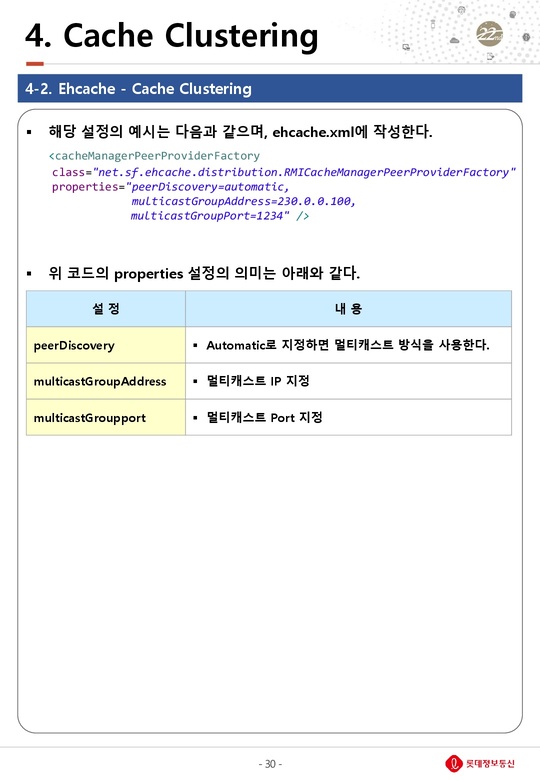 4. Cache Clustering
22nd
4-2. Ehcache - Cache Clustering
▪ 해당 설정의 예시는 다음과 같으며, ehcache.xml에 작성한다.
<cacheManagerPeerProviderFactory
class="net.sf.ehcache.distribution.RMICacheManagerPeerProviderFactory"
properties="peerDiscovery=automatic,
multicastGroupAddress=230.0.0.100,
multicastGroupPort=1234" />
▪ 위 코드의 properties 설정의 의미는 아래와 같다.
설 정 내 용
peerDiscovery ▪ Automatic로 지정하면 멀티캐스트 방식을 사용한다.
multicastGroupAddress ▪ 멀티캐스트 IP 지정
multicastGroupport ▪ 멀티캐스트 Port 지정
- 30 -
롯데정보통신